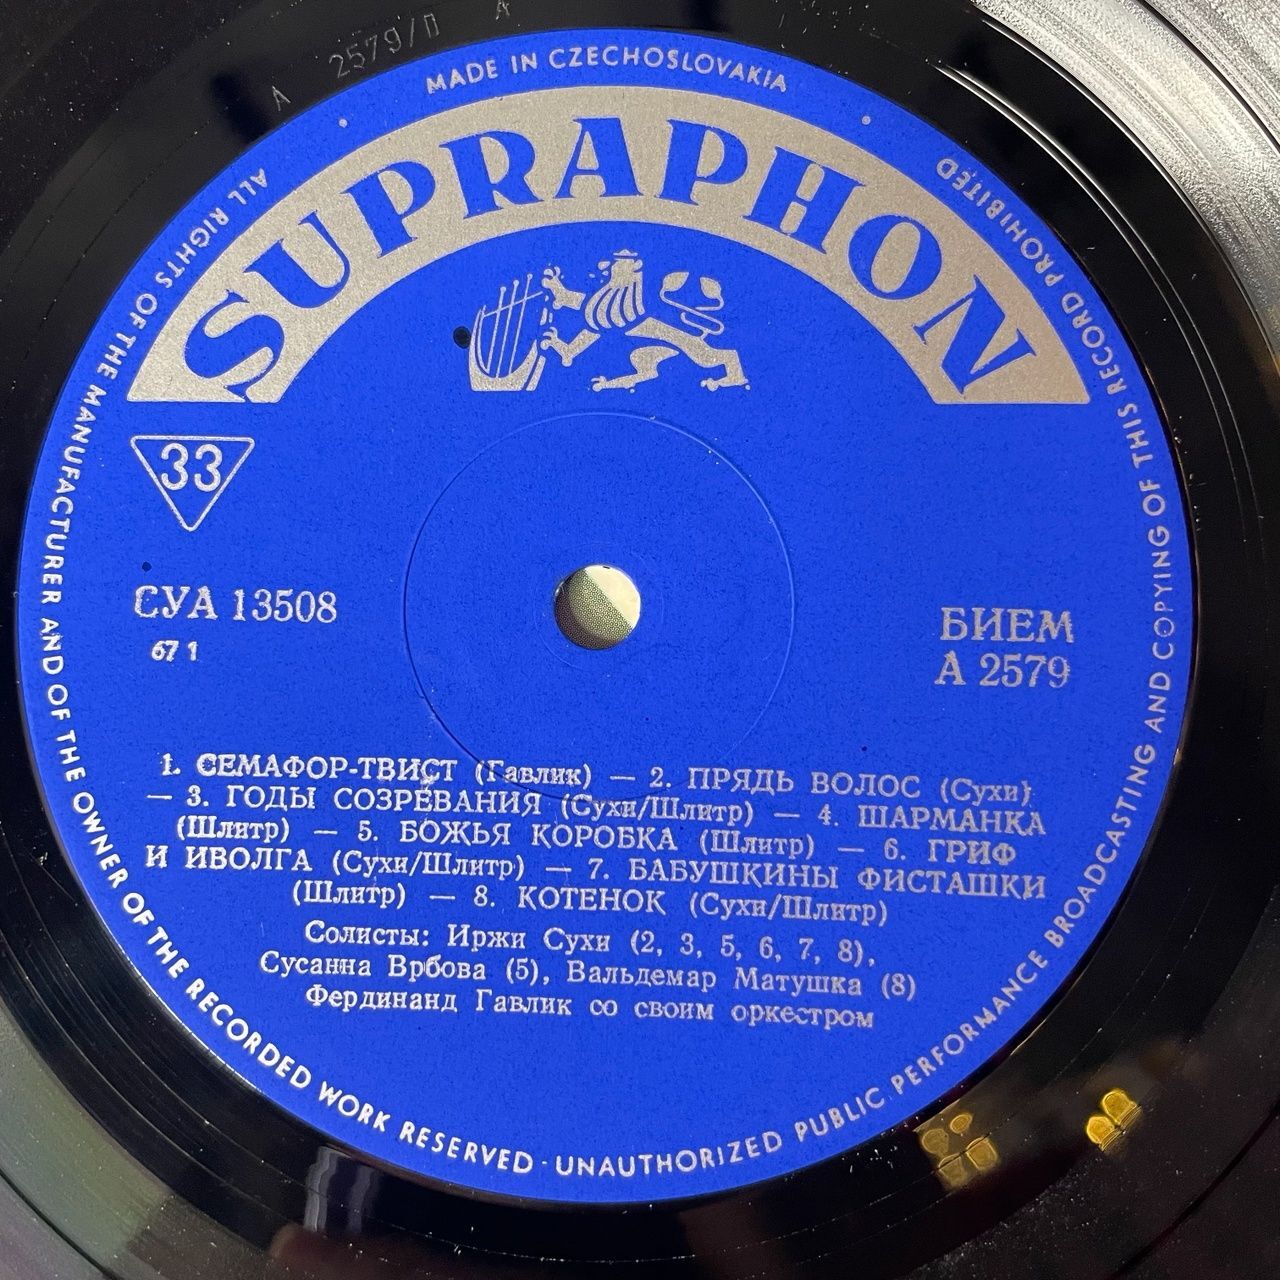 A 2579/П A
MADE IN CZECHOSLOVAKIA
SUPRAPHON
33
СУА 13508
67 1
БИЕМ
А 2579
1. СЕМАФОР-ТВИСТ (Гавлик) — 2. ПРЯДЬ ВОЛОС (Сухи)
— 3. ГОДЫ СОЗРЕВАНИЯ (Сухи/Шлитр) — 4. ШАРМАНКА
(Шлитр) — 5. БОЖЬЯ КОРОБКА (Шлитр) — 6. ГРИФ
И ИВОЛГА (Сухи/Шлитр) — 7. БАБУШКИНЫ ФИСТАШКИ
(Шлитр) — 8. КОТЕНОК (Сухи/Шлитр)
Солисты: Иржи Сухи (2, 3, 5, 6, 7, 8),
Сусанна Врбова (5), Вальдемар Матушка (8)
Фердинанд Гавлик со своим оркестром
ALL RIGHTS OF THE MANUFACTURER AND OF THE OWNER OF THE RECORDED WORK RESERVED · UNAUTHORIZED PUBLIC PERFORMANCE BROADCASTING AND COPYING OF THIS RECORD PROHIBITED